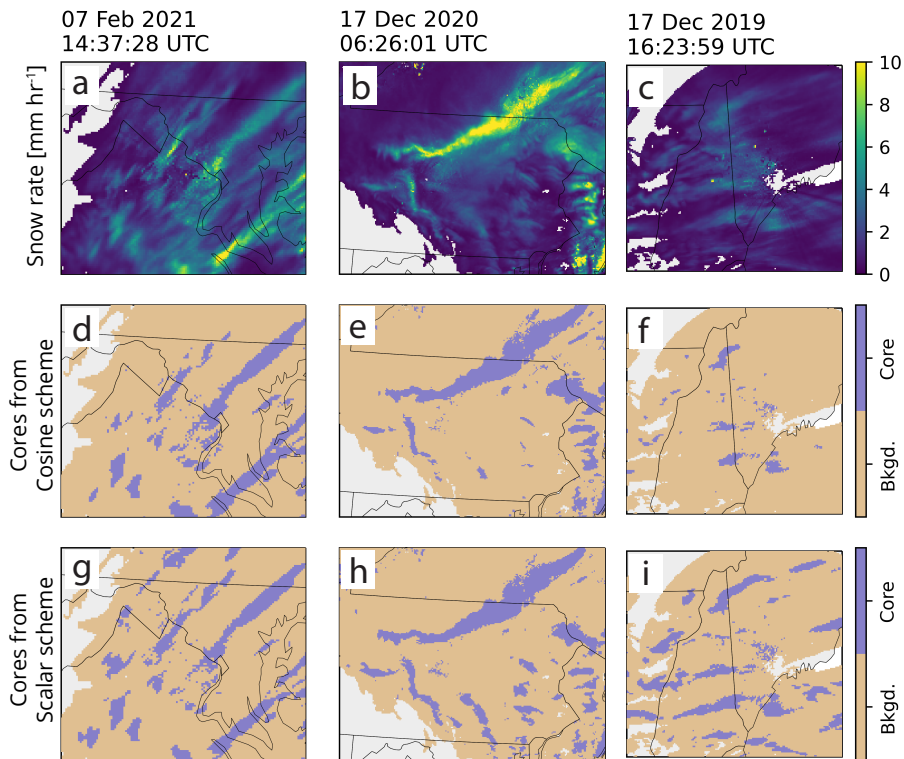 07 Feb 2021
14:37:28 UTC
17 Dec 2020
06:26:01 UTC
17 Dec 2019
16:23:59 UTC
Snow rate [mm hr⁻¹]
a
b
c
10
8
6
4
2
0
Cores from
Cosine scheme
d
e
f
Core
Bkgd.
Cores from
Scalar scheme
g
h
i
Core
Bkgd.